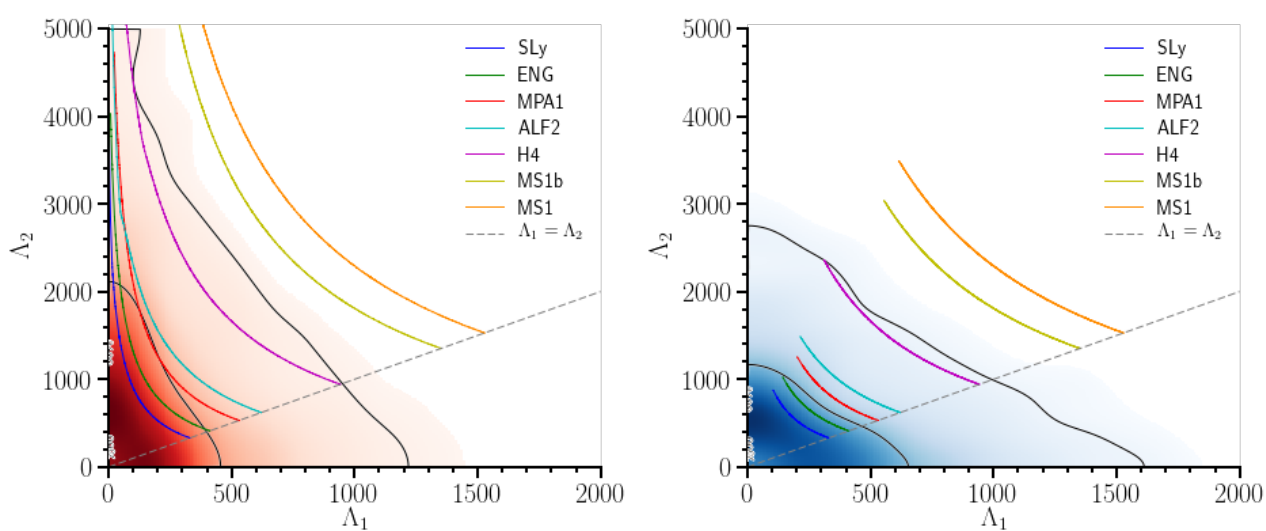 5000
4000
3000
2000
1000
0
Λ₂
0
500
1000
1500
2000
Λ₁
SLy
ENG
MPA1
ALF2
H4
MS1b
MS1
Λ₁ = Λ₂
5000
4000
3000
2000
1000
0
Λ₂
0
500
1000
1500
2000
Λ₁
SLy
ENG
MPA1
ALF2
H4
MS1b
MS1
Λ₁ = Λ₂